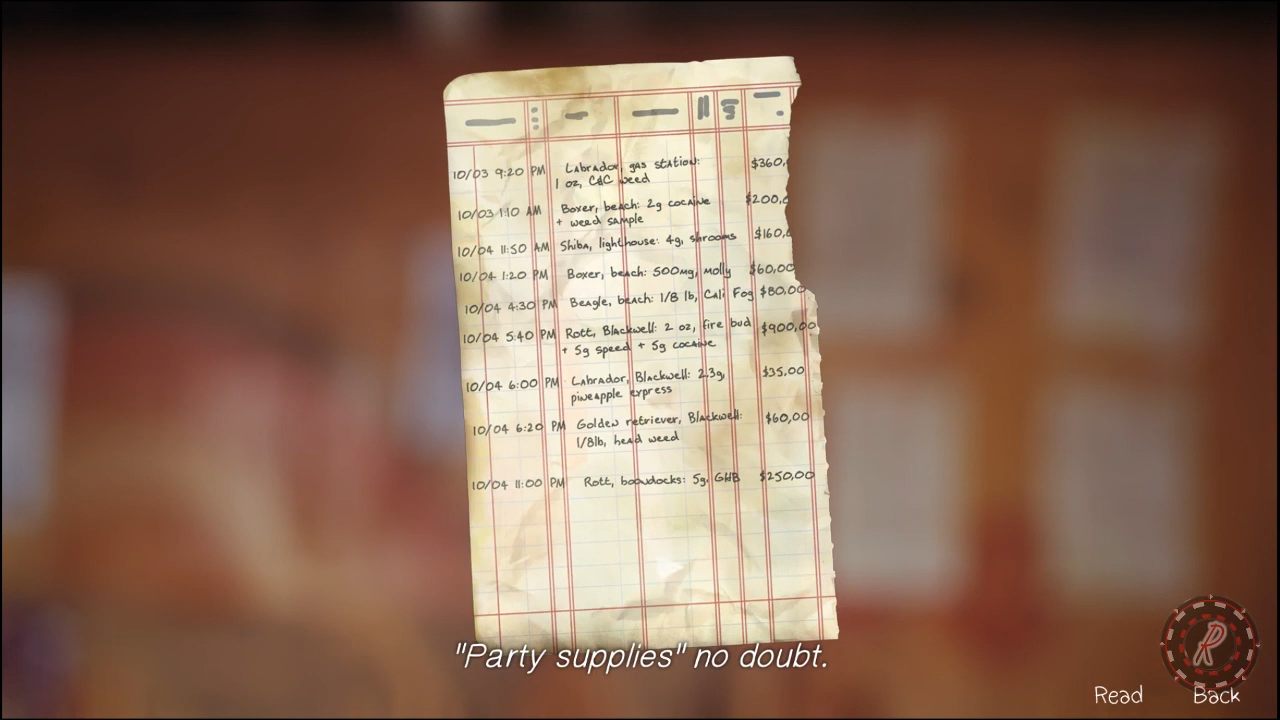 10/03 9:20 PM Labrador, gas station: $360,
1 oz, C&C weed
10/03 1:10 AM Boxer, beach: 2g cocaine $200,0
+ weed sample
10/04 11:50 AM Shiba, lighthouse: 4g, shrooms $160,0
10/04 1:20 PM Boxer, beach: 500mg, molly $60,00
10/04 4:30 PM Beagle, beach: 1/8 lb, Cali Fog $80,00
10/04 5:40 PM Rott, Blackwell: 2 oz, fire bud $900,00
+ 5g speed + 5g cocaine
10/04 6:00 PM Labrador, Blackwell: 2.3g, $35.00
pineapple express
10/04 6:20 PM Golden retriever, Blackwell: $60,00
1/8lb, head weed
10/04 11:00 PM Rott, boondocks: 5g, GHB $250,00
"Party supplies" no doubt.
R
Read Back